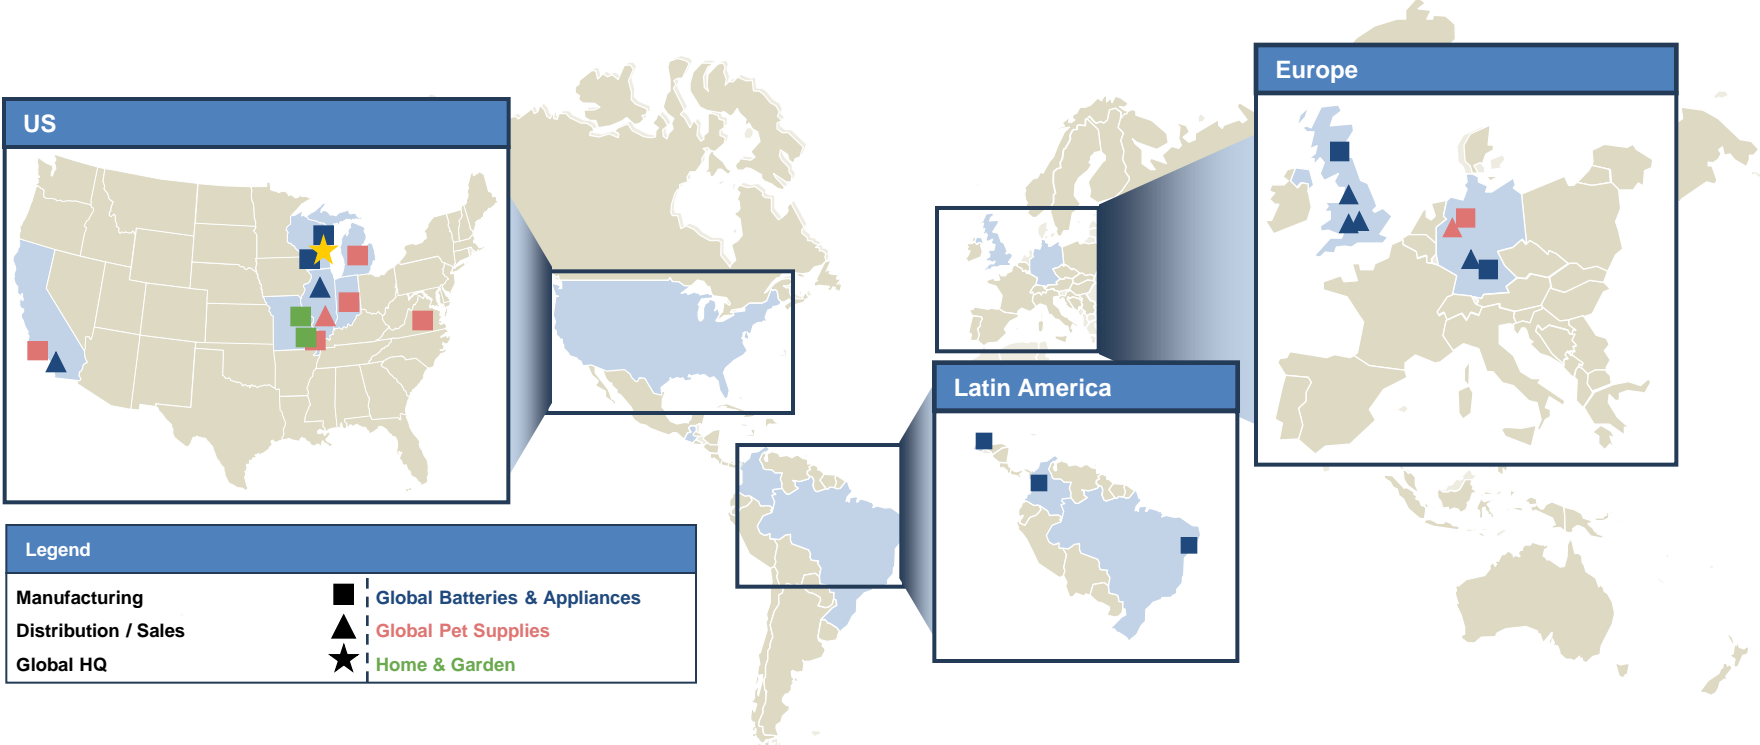 US
Europe
Latin America
Legend
Manufacturing
Global Batteries & Appliances
Distribution / Sales
Global Pet Supplies
Global HQ
Home & Garden